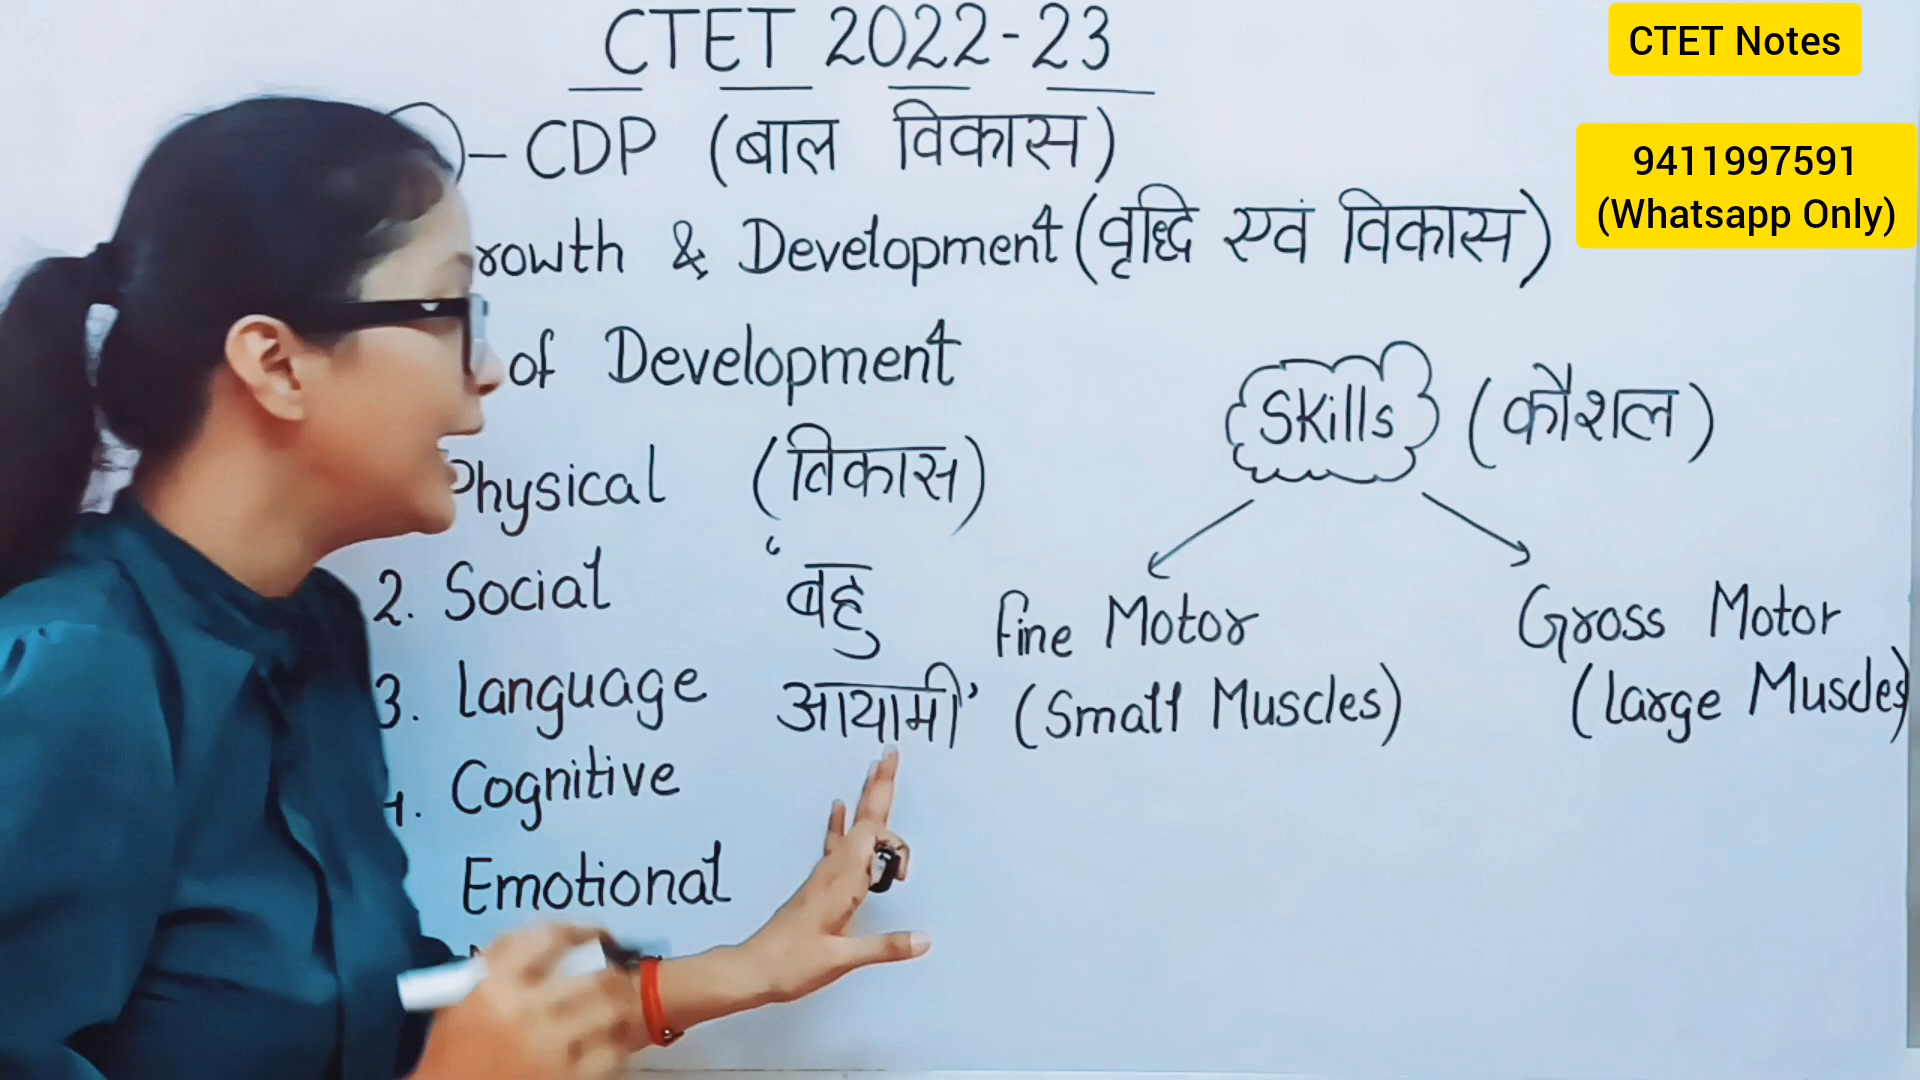 CTET 2022-23
- CDP (बाल विकास)
rowth & Development (वृद्धि एवं विकास)
of Development
Physical (विकास)
2. Social
3. Language
4. Cognitive
Emotional
'बहु
आयामी'
Skills (कौशल)
Fine Motor
(Small Muscles)
Gross Motor
(Large Muscles)
CTET Notes
9411997591
(Whatsapp Only)